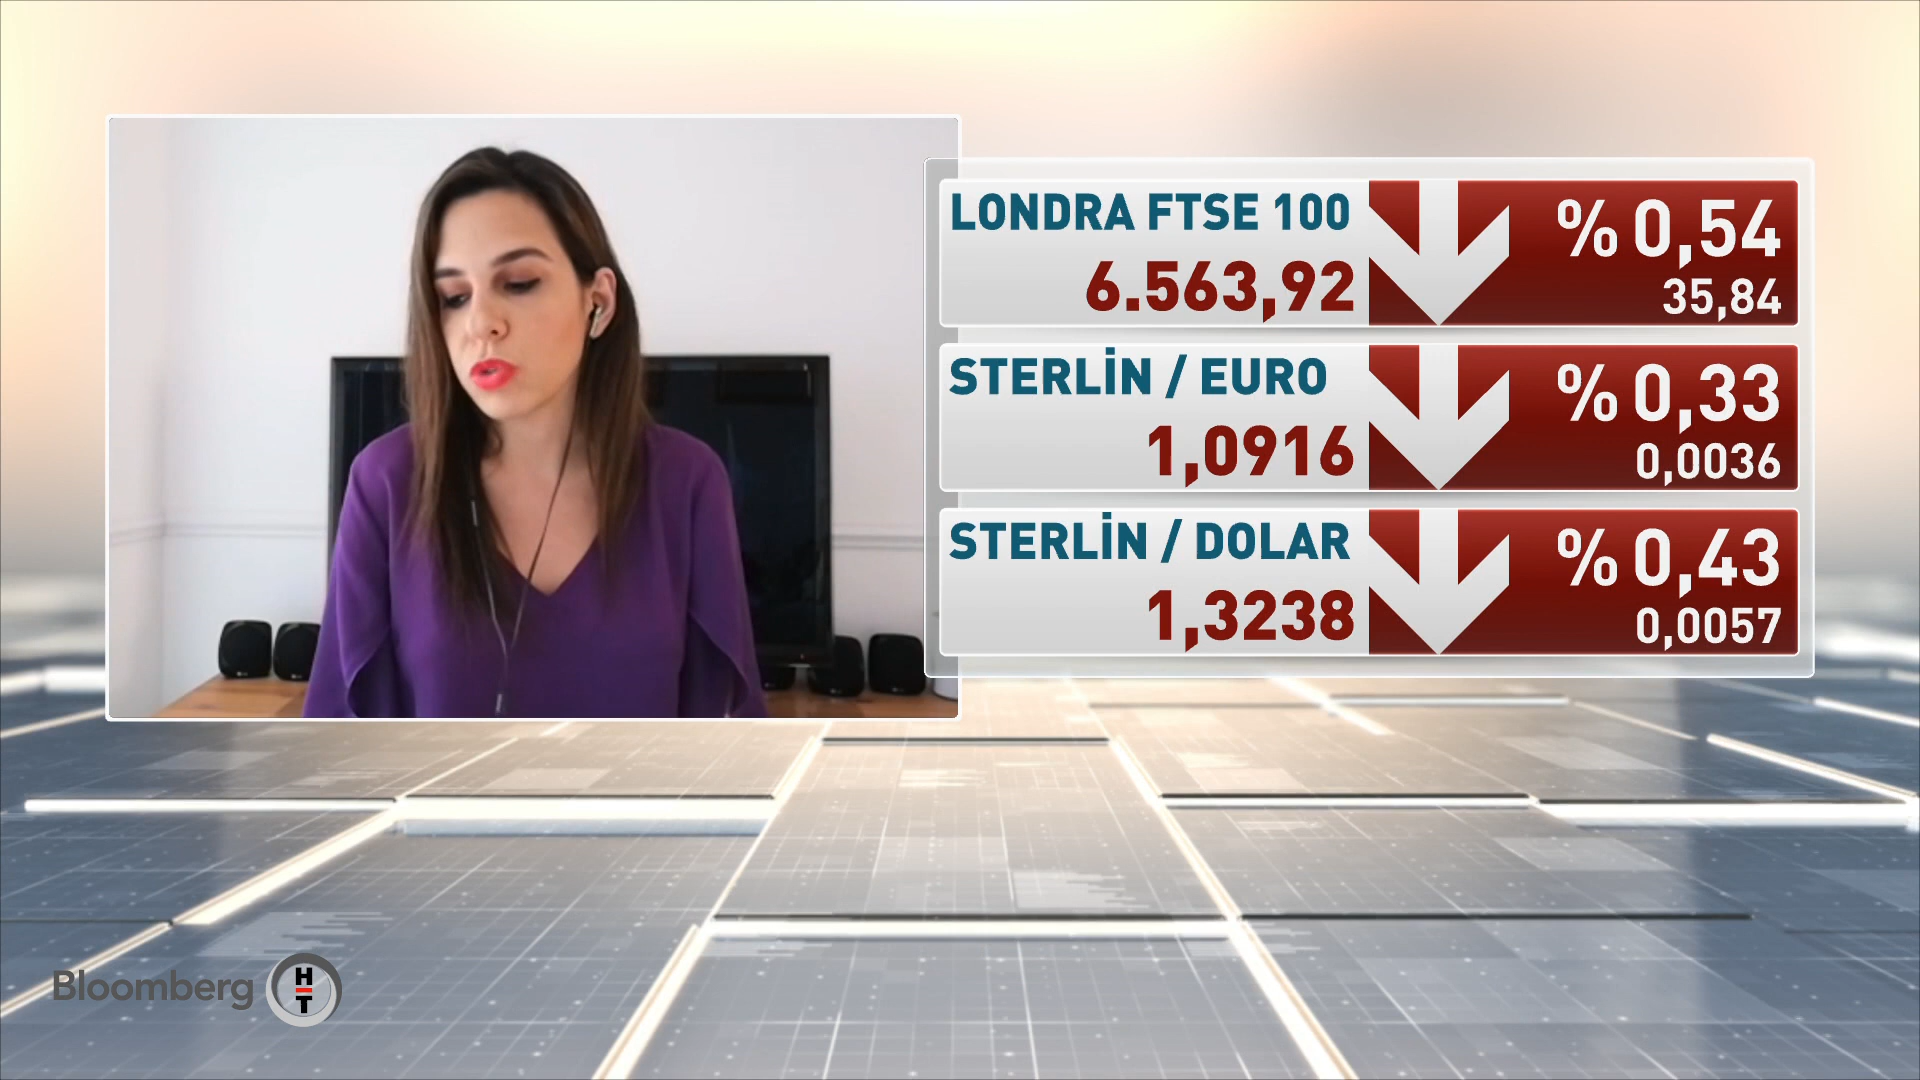 LONDRA FTSE 100
6.563,92
% 0,54
35,84
STERLİN / EURO
1,0916
% 0,33
0,0036
STERLİN / DOLAR
1,3238
% 0,43
0,0057
Bloomberg HT